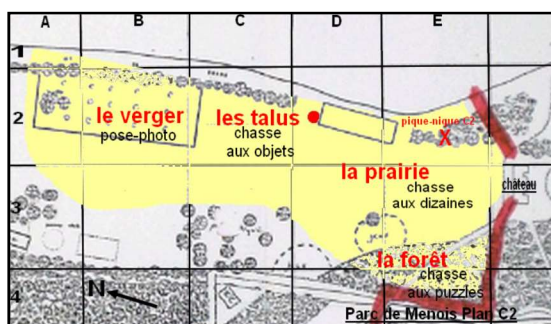 A B C D E
1
2
le verger
pose-photo
les talus
chasse
aux objets
pique-nique C2
X
la prairie
chasse
aux dizaines
château
3
la forêt
chasse
aux puzzles
4
N
Parc de Menois Plan C2